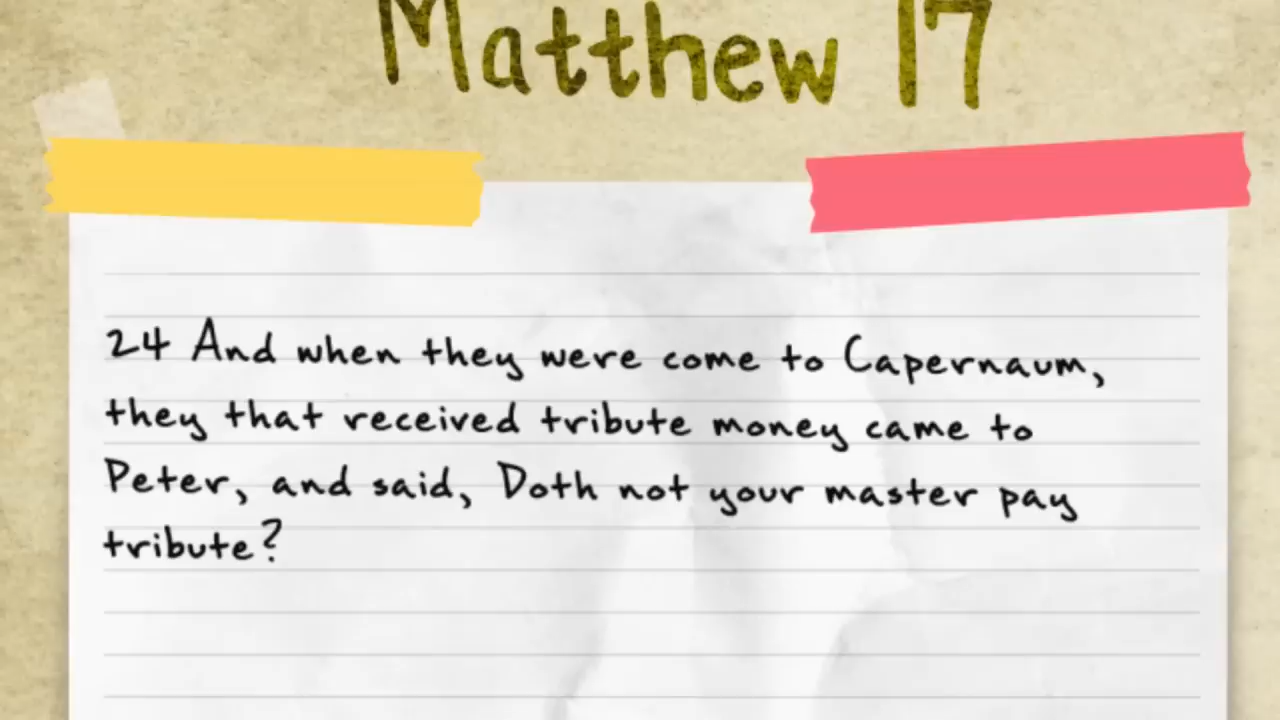 Matthew 17
24 And when they were come to Capernaum,
they that received tribute money came to
Peter, and said, Doth not your master pay
tribute?